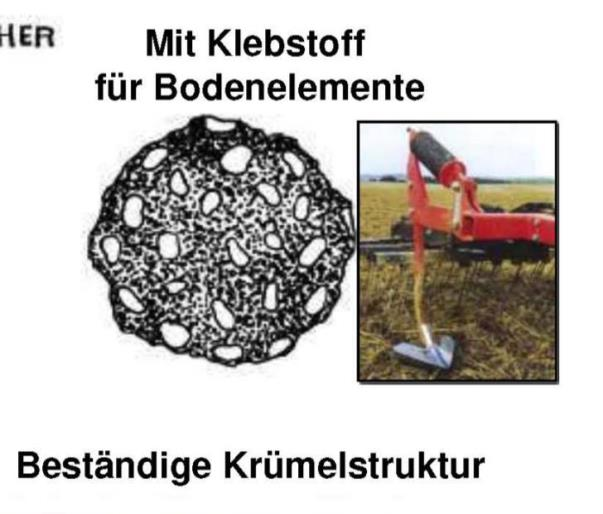 HER
Mit Klebstoff
für Bodenelemente
Beständige Krümelstruktur